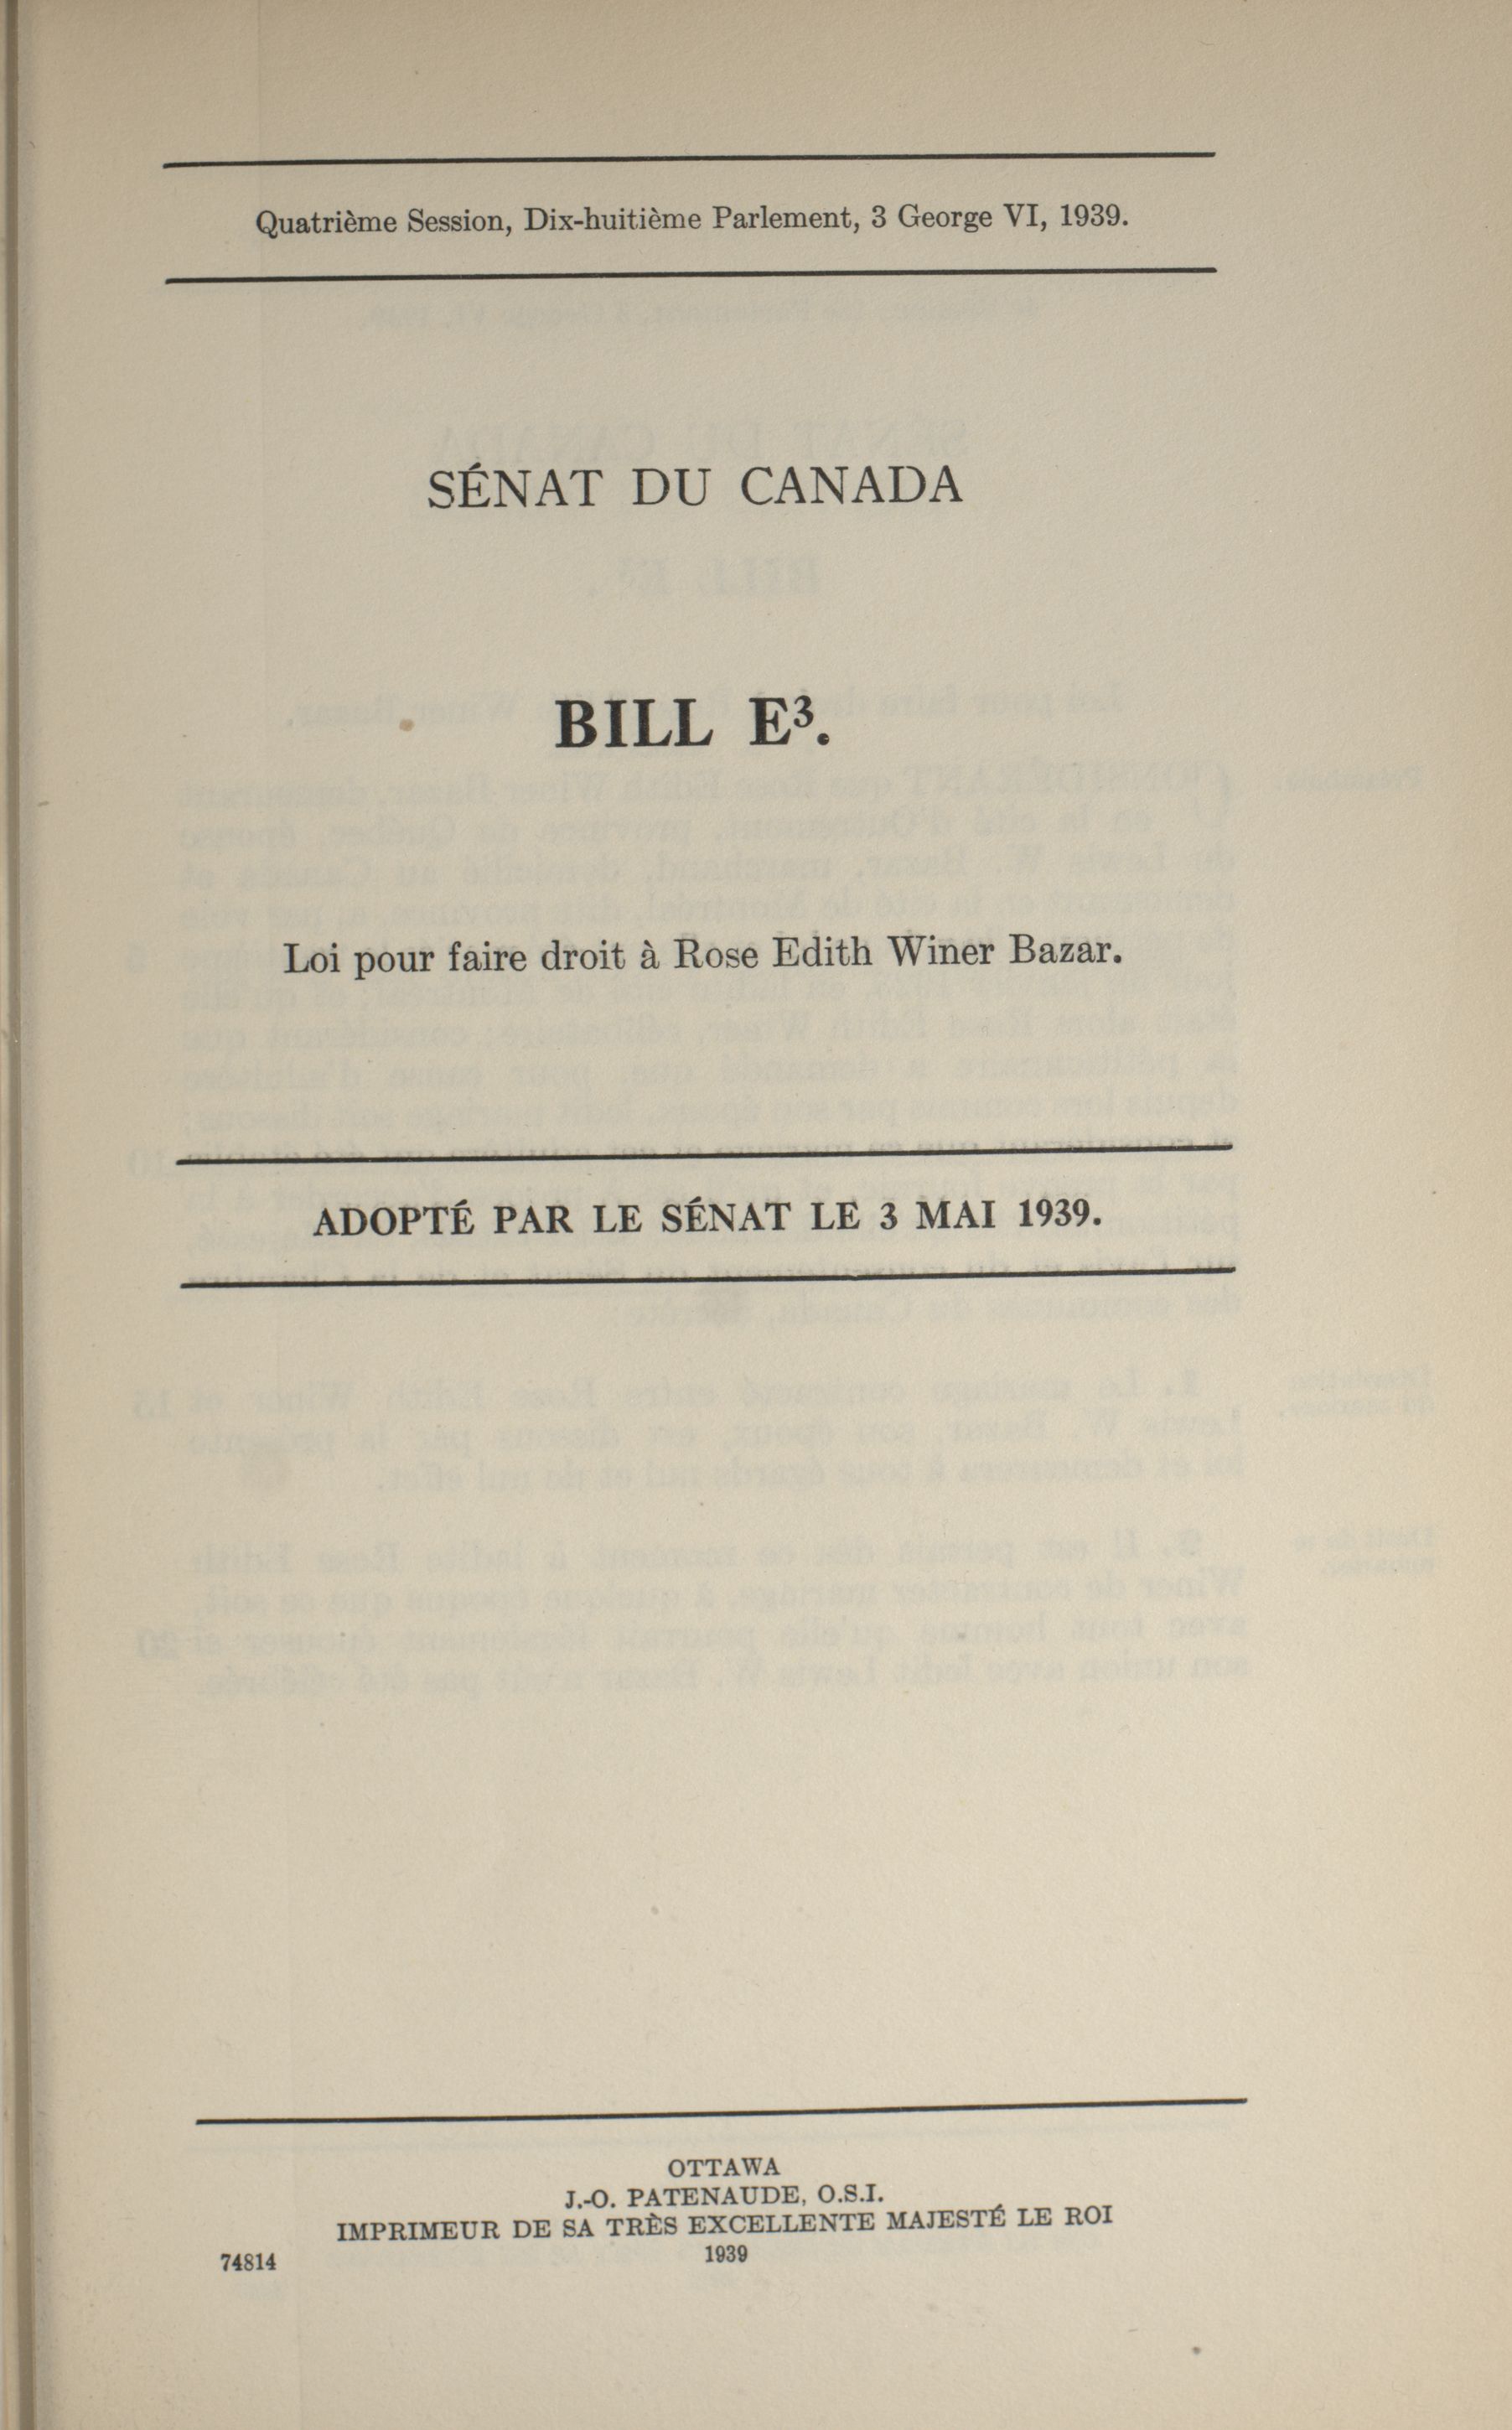 Quatrième Session, Dix-huitième Parlement, 3 George VI, 1939.
SÉNAT DU CANADA
BILL E³.
Loi pour faire droit à Rose Edith Winer Bazar.
ADOPTÉ PAR LE SÉNAT LE 3 MAI 1939.
OTTAWA
J.-O. PATENAUDE, O.S.I.
IMPRIMEUR DE SA TRÈS EXCELLENTE MAJESTÉ LE ROI
74814 1939